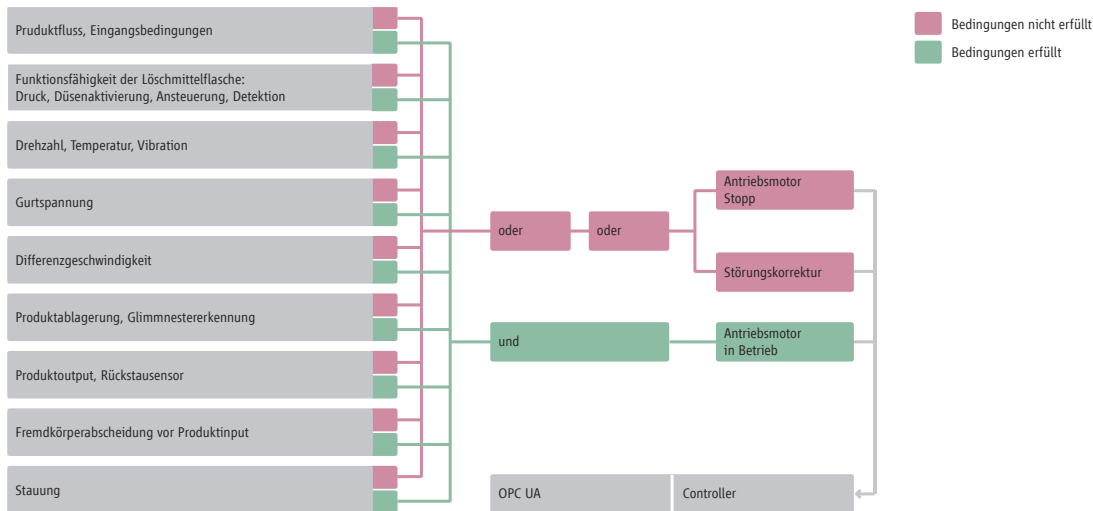 Pruduktfluss, Eingangsbedingungen
Funktionsfähigkeit der Löschmittelflasche:
Druck, Düsenaktivierung, Ansteuerung, Detektion
Drehzahl, Temperatur, Vibration
Gurtspannung
Differenzgeschwindigkeit
Produktablagerung, Glimmnestererkennung
Produktoutput, Rückstausensor
Fremdkörperabscheidung vor Produktinput
Stauung
oder
oder
und
Antriebsmotor
Stopp
Störungskorrektur
Antriebsmotor
in Betrieb
OPC UA
Controller
Bedingungen nicht erfüllt
Bedingungen erfüllt